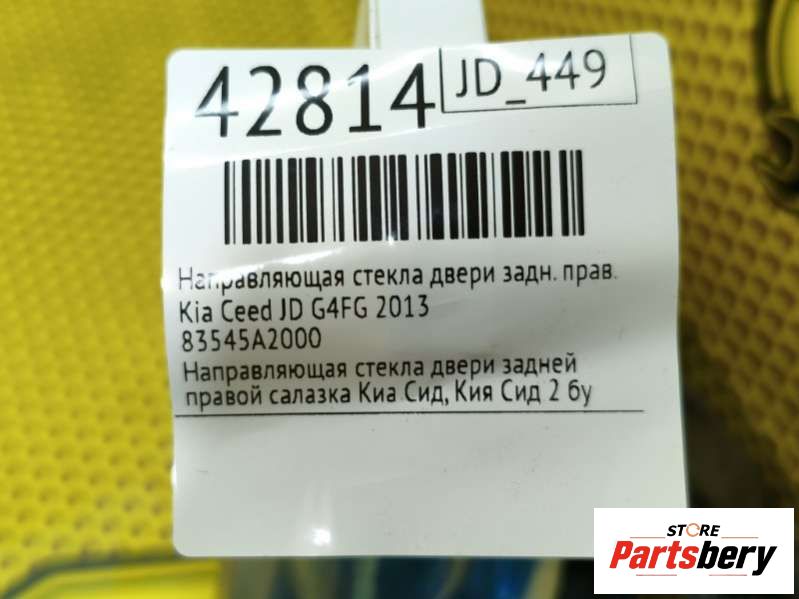 42814
JD_449
Направляющая стекла двери задн. прав.
Kia Ceed JD G4FG 2013
83545A2000
Направляющая стекла двери задней
правой салазка Киа Сид, Кия Сид 2 бу
STORE
Partsbery